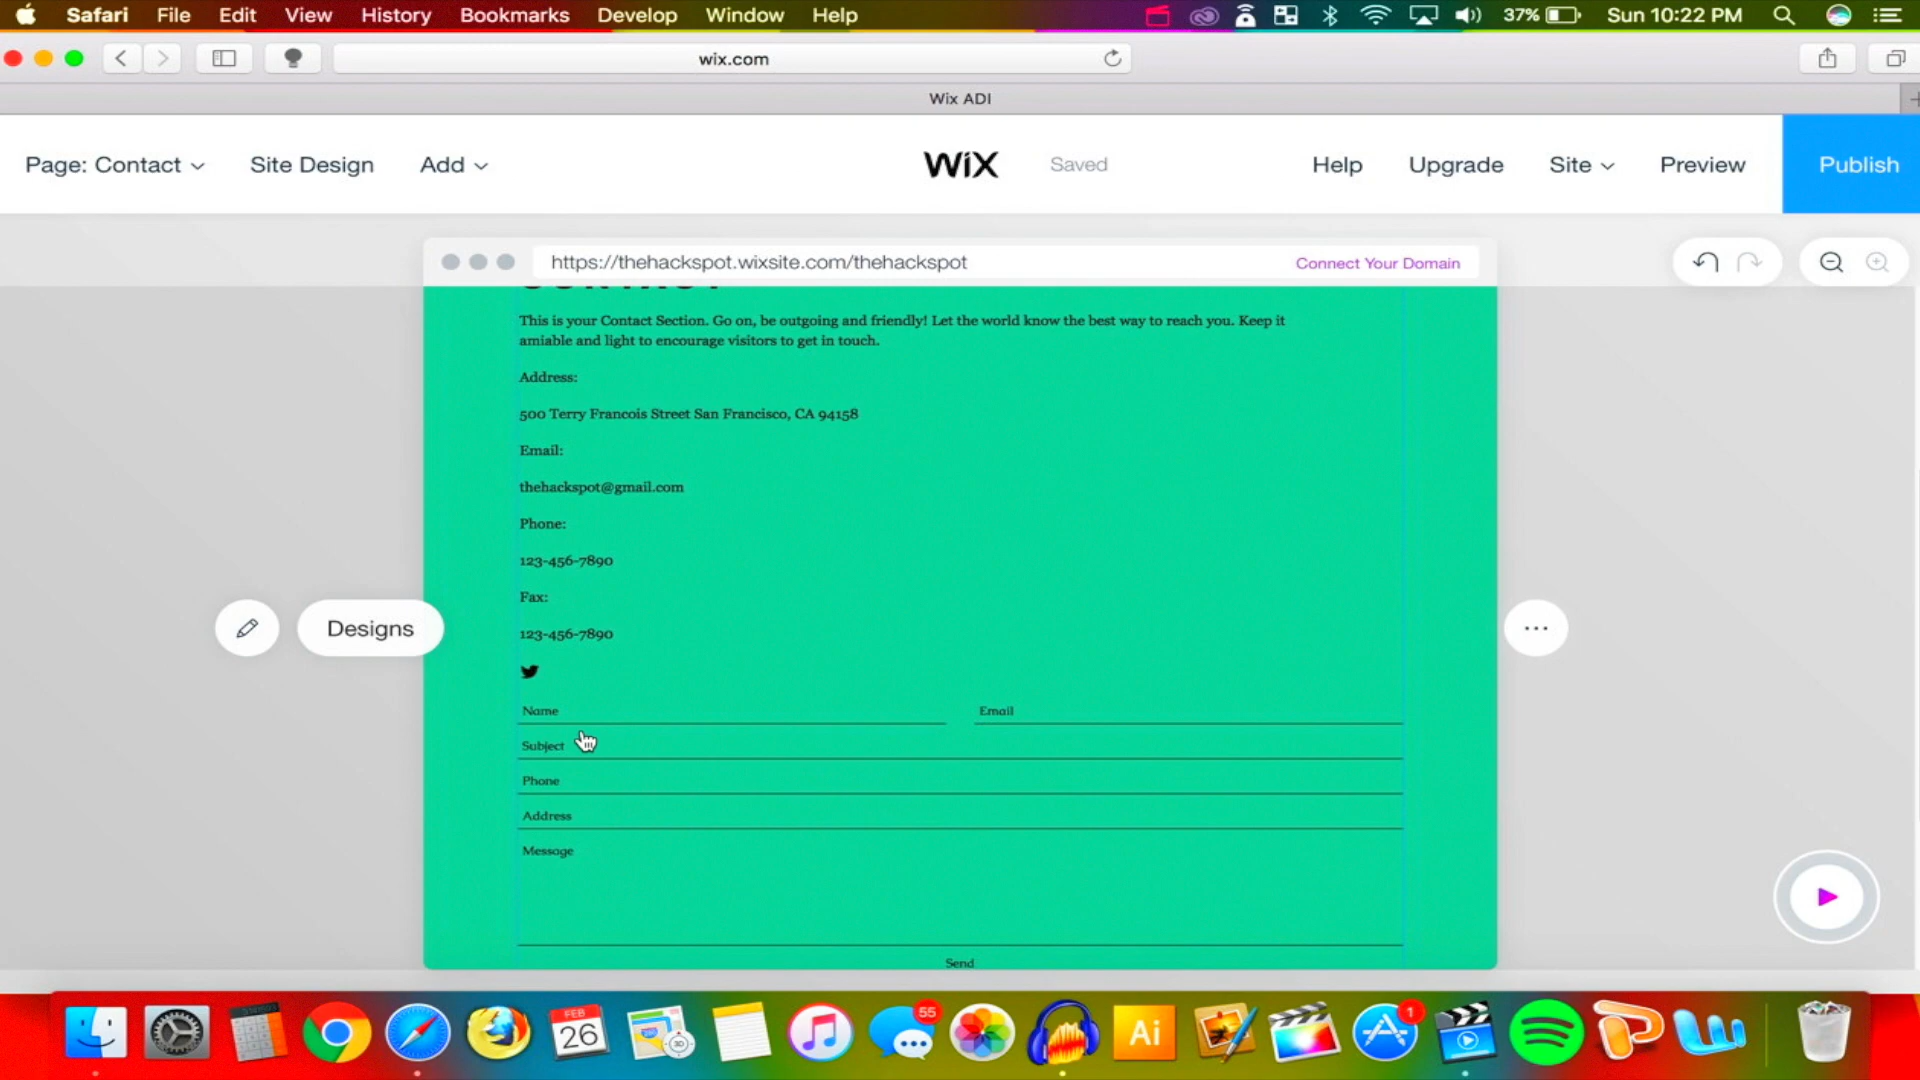 Safari File Edit View History Bookmarks Develop Window Help 37% Sun 10:22 PM
wix.com
Wix ADI
Page: Contact Site Design Add WiX Saved Help Upgrade Site Preview Publish
https://thehackspot.wixsite.com/thehackspot Connect Your Domain
This is your Contact Section. Go on, be outgoing and friendly! Let the world know the best way to reach you. Keep it
amiable and light to encourage visitors to get in touch.
Address:
500 Terry Francois Street San Francisco, CA 94158
Email:
thehackspot@gmail.com
Phone:
123-456-7890
Fax:
Designs
123-456-7890
Name Email
Subject
Phone
Address
Message
Send
FEB
26
55
Ai
1